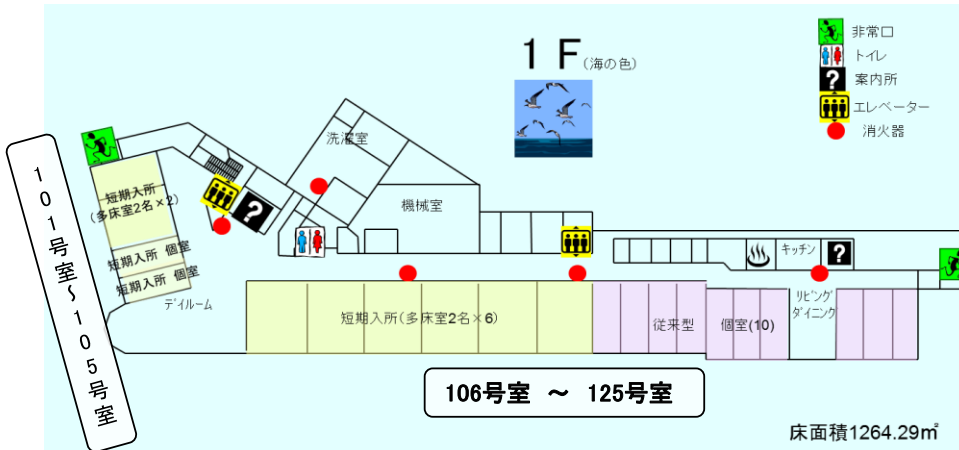 1 F(海の色)
非常口
トイレ
?
案内所
エレベーター
消火器
洗濯室
機械室
101号室~105号室
短期入所
(多床室2名×2)
短期入所 個室
短期入所 個室
デイルーム
?
キッチン
?
リビング
ダイニング
短期入所(多床室2名×6)
従来型
個室(10)
106号室 ~ 125号室
床面積1264.29㎡